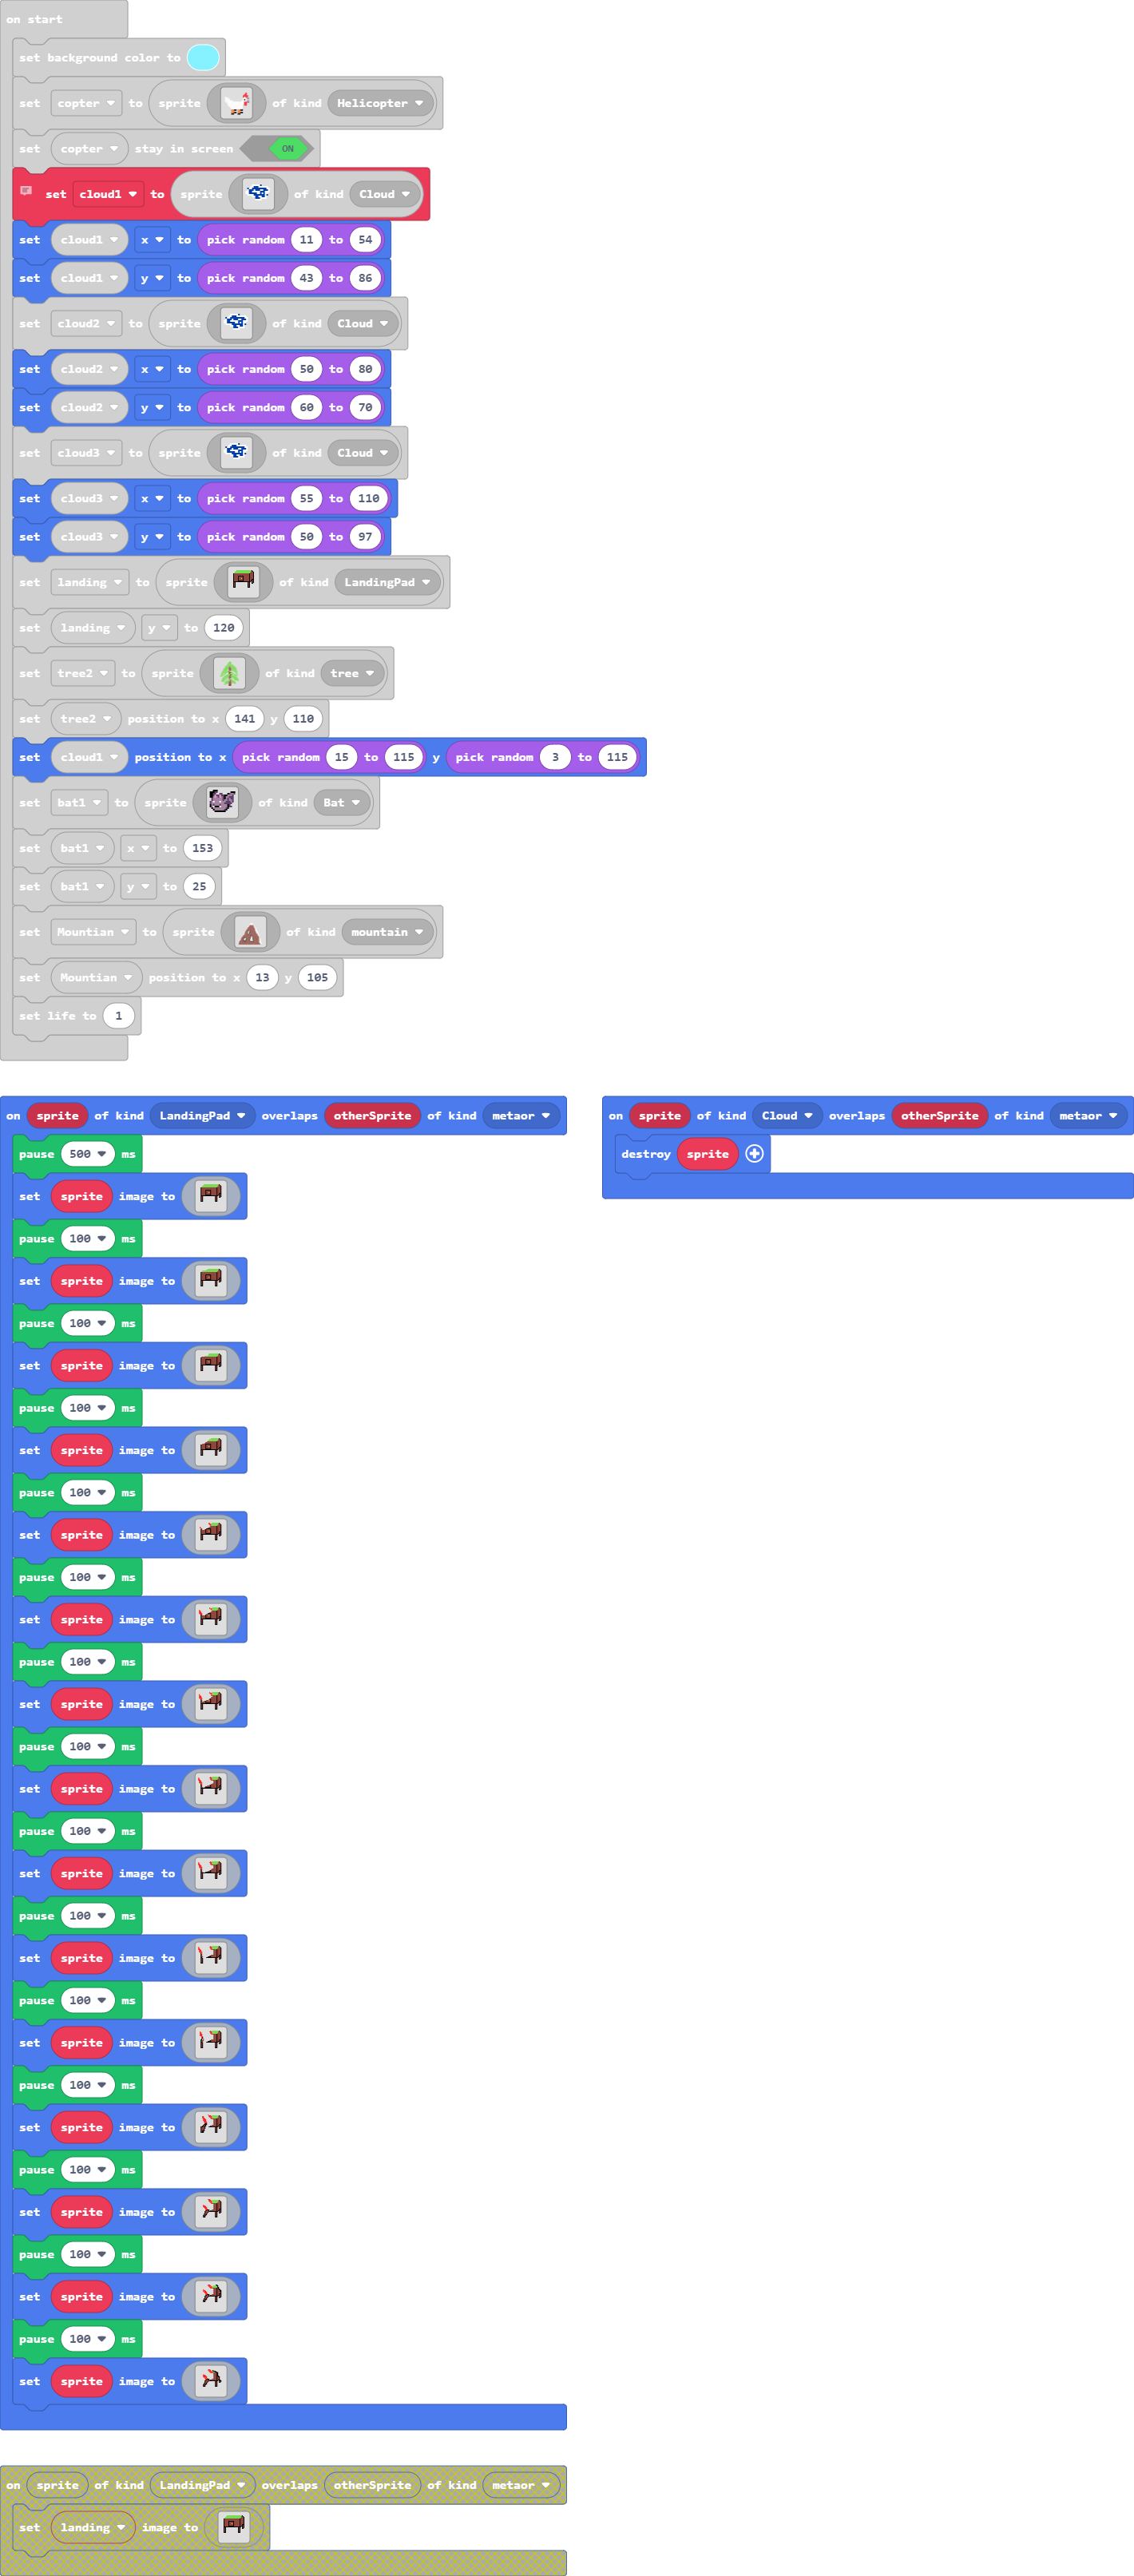 on start
set background color to
set copter to sprite of kind Helicopter
set copter stay in screen ON
set cloud1 to sprite of kind Cloud
set cloud1 x to pick random 11 to 54
set cloud1 y to pick random 43 to 86
set cloud2 to sprite of kind Cloud
set cloud2 x to pick random 50 to 80
set cloud2 y to pick random 60 to 70
set cloud3 to sprite of kind Cloud
set cloud3 x to pick random 55 to 110
set cloud3 y to pick random 50 to 97
set landing to sprite of kind LandingPad
set landing y to 120
set tree2 to sprite of kind tree
set tree2 position to x 141 y 110
set cloud1 position to x pick random 15 to 115 y pick random 3 to 115
set bat1 to sprite of kind Bat
set bat1 x to 153
set bat1 y to 25
set Mountian to sprite of kind mountain
set Mountian position to x 13 y 105
set life to 1
on sprite of kind LandingPad overlaps otherSprite of kind metaor
pause 500 ms
set sprite image to
pause 100 ms
set sprite image to
pause 100 ms
set sprite image to
pause 100 ms
set sprite image to
pause 100 ms
set sprite image to
pause 100 ms
set sprite image to
pause 100 ms
set sprite image to
pause 100 ms
set sprite image to
pause 100 ms
set sprite image to
pause 100 ms
set sprite image to
pause 100 ms
set sprite image to
pause 100 ms
set sprite image to
pause 100 ms
set sprite image to
pause 100 ms
set sprite image to
pause 100 ms
set sprite image to
on sprite of kind Cloud overlaps otherSprite of kind metaor
destroy sprite
on sprite of kind LandingPad overlaps otherSprite of kind metaor
set landing image to